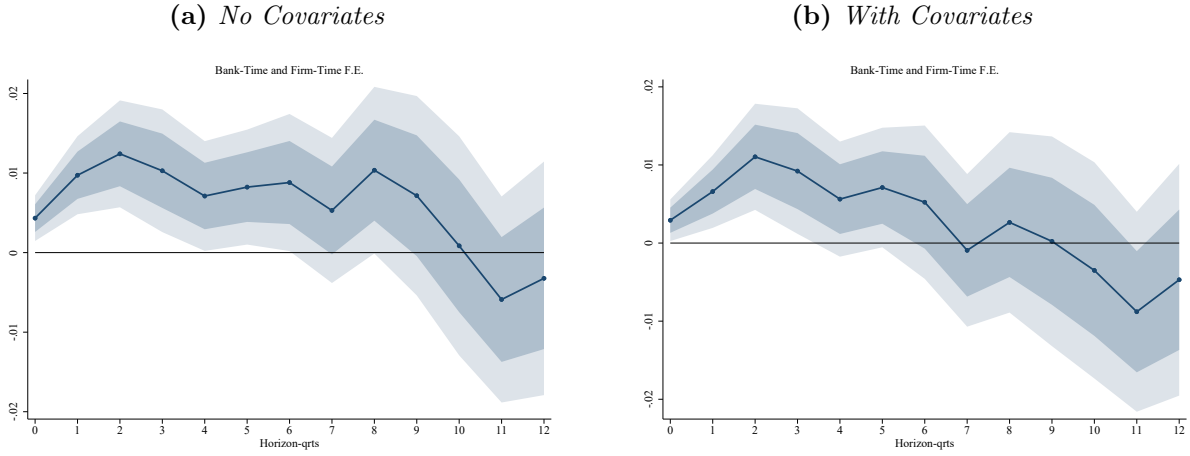 (a) No Covariates
Bank-Time and Firm-Time F.E.
.02
.01
0
-.01
-.02
0 1 2 3 4 5 6 7 8 9 10 11 12
Horizon-qrts
(b) With Covariates
Bank-Time and Firm-Time F.E.
.02
.01
0
-.01
-.02
0 1 2 3 4 5 6 7 8 9 10 11 12
Horizon-qrts